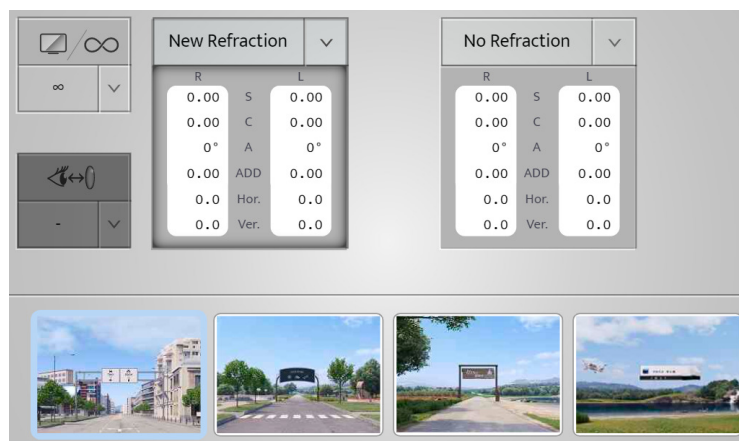 ∞
New Refraction
R L
0.00 S 0.00
0.00 C 0.00
0° A 0°
0.00 ADD 0.00
0.0 Hor. 0.0
0.0 Ver. 0.0
-
No Refraction
R L
0.00 S 0.00
0.00 C 0.00
0° A 0°
0.00 ADD 0.00
0.0 Hor. 0.0
0.0 Ver. 0.0